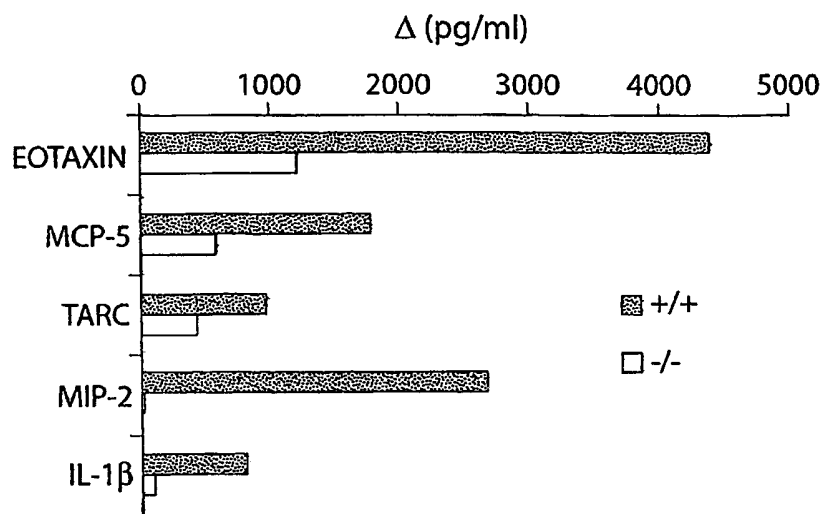 Δ (pg/ml)
0 1000 2000 3000 4000 5000
EOTAXIN
MCP-5
TARC
MIP-2
IL-1β
+/+
-/-